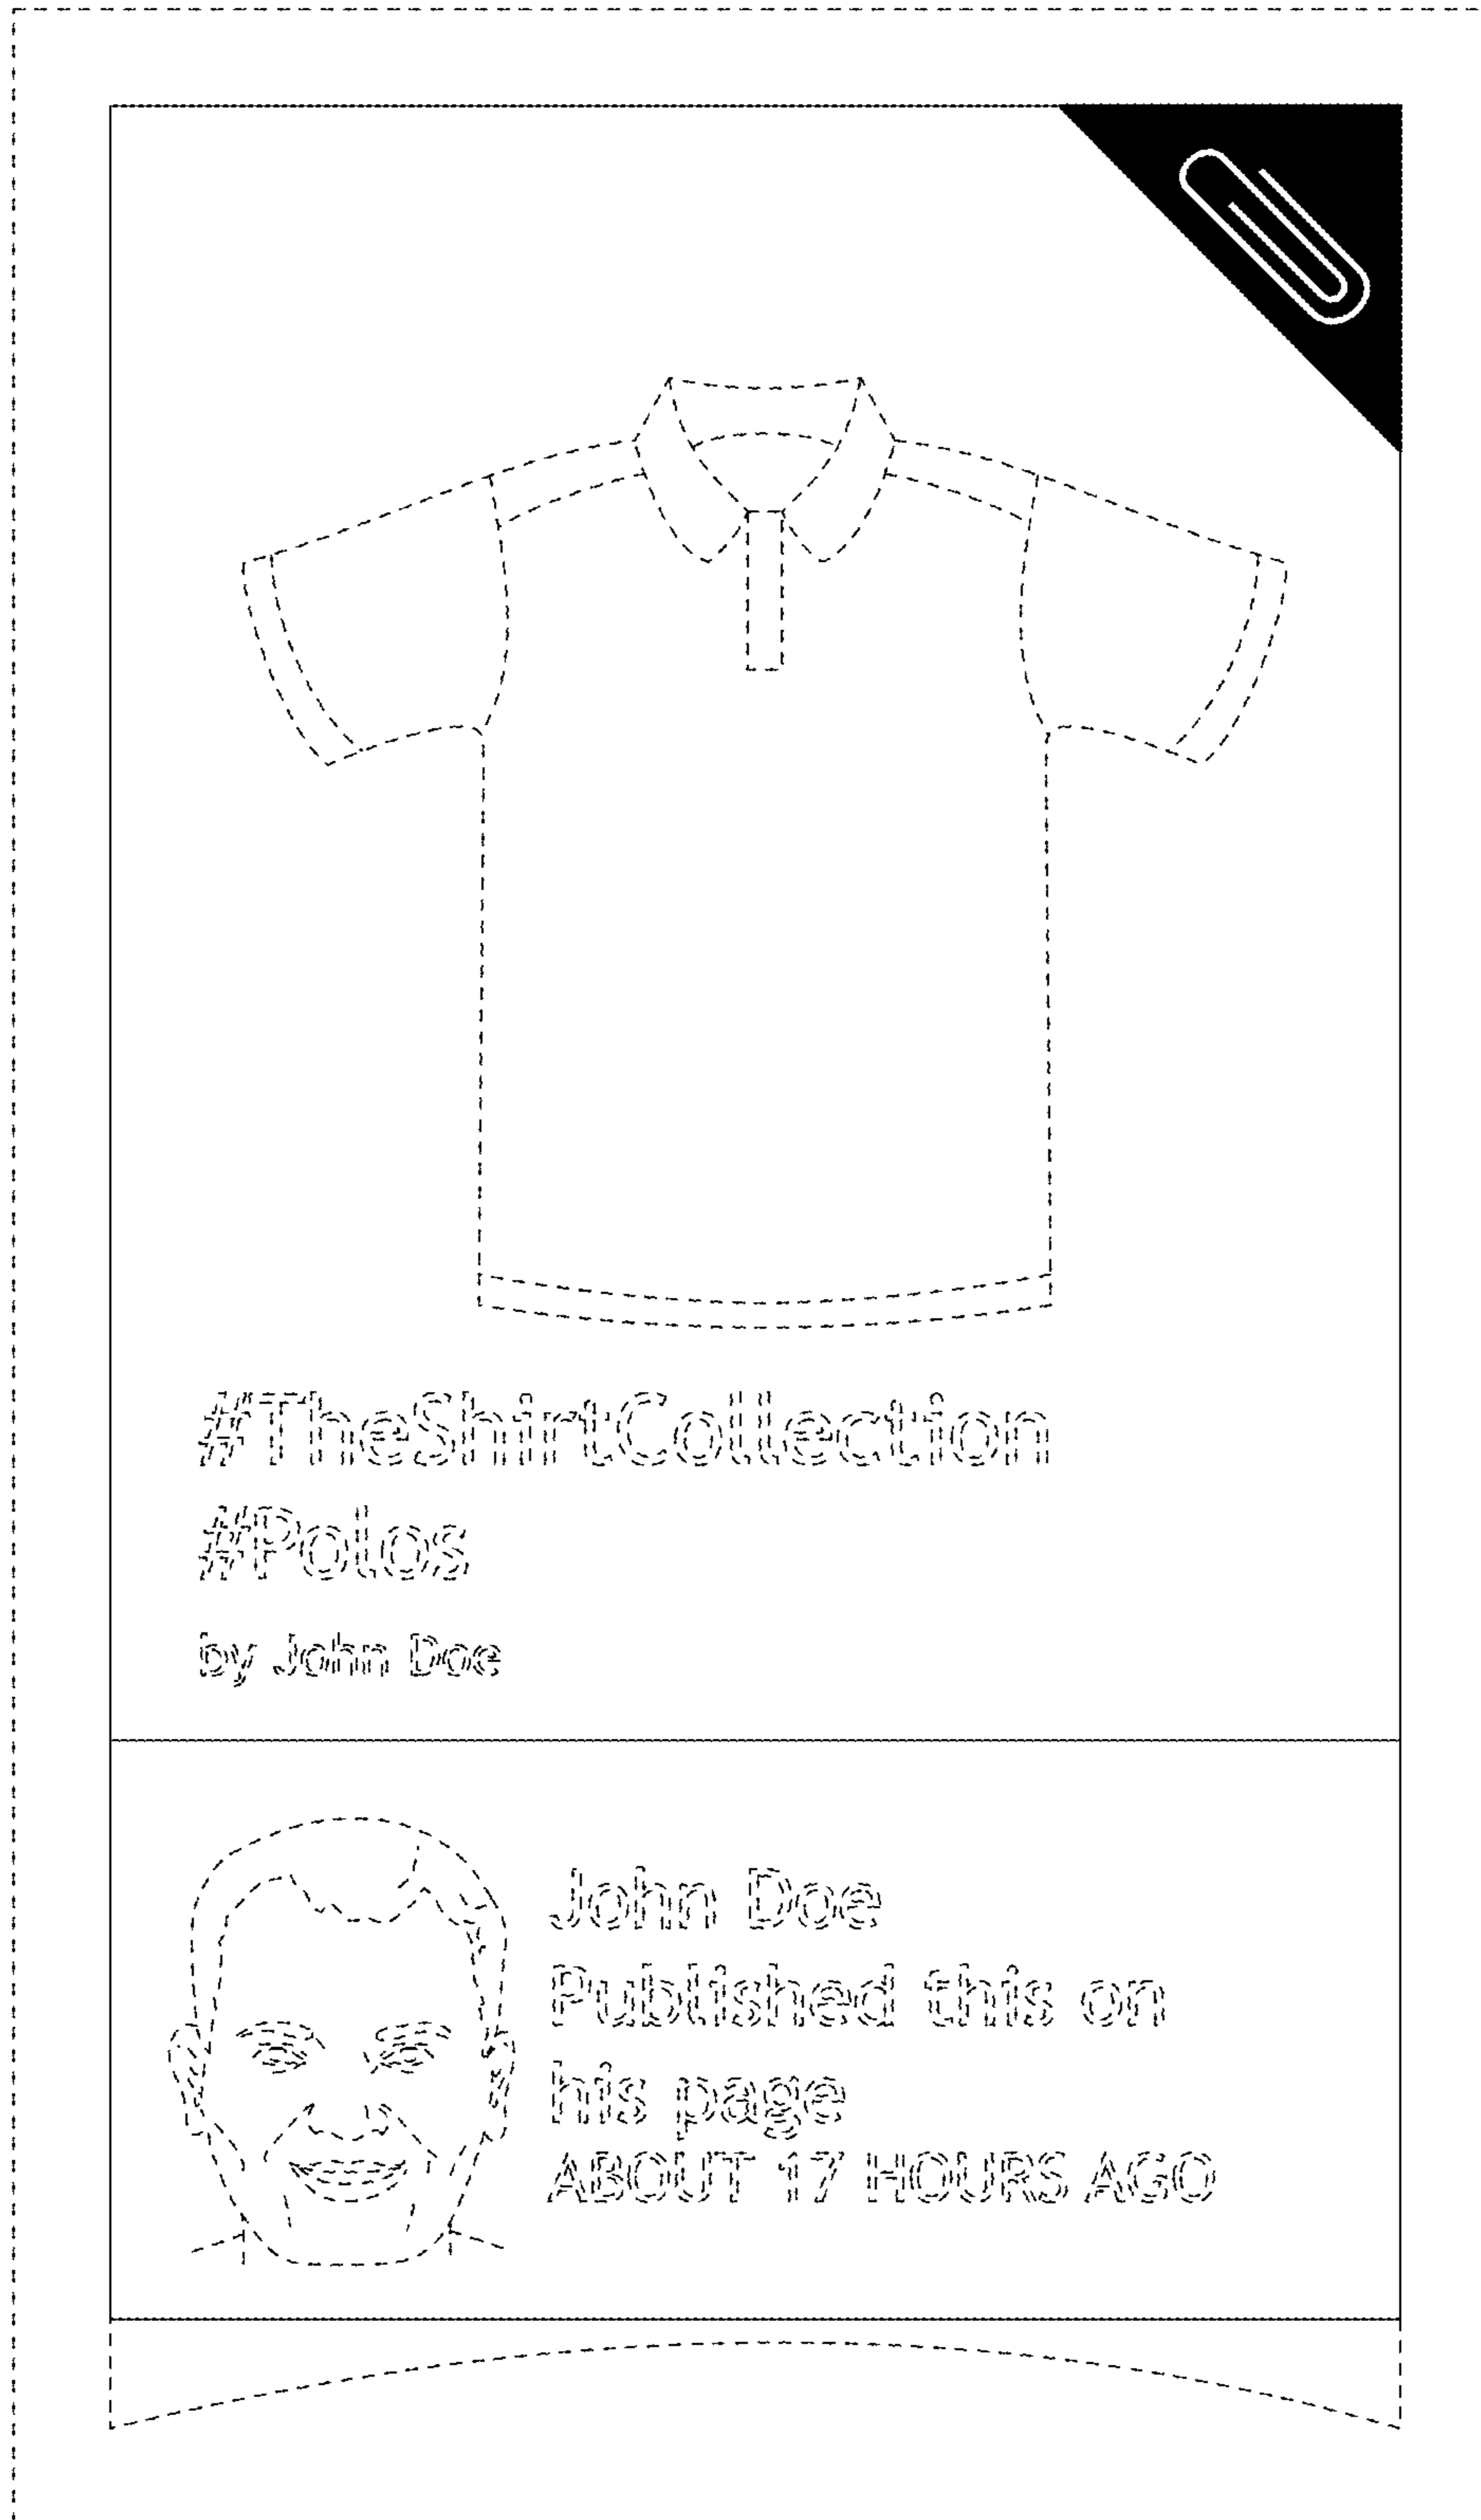 #TheShirtCollection
#Polos
by John Doe
John Doe
Published this on
his page
ABOUT 17 HOURS AGO